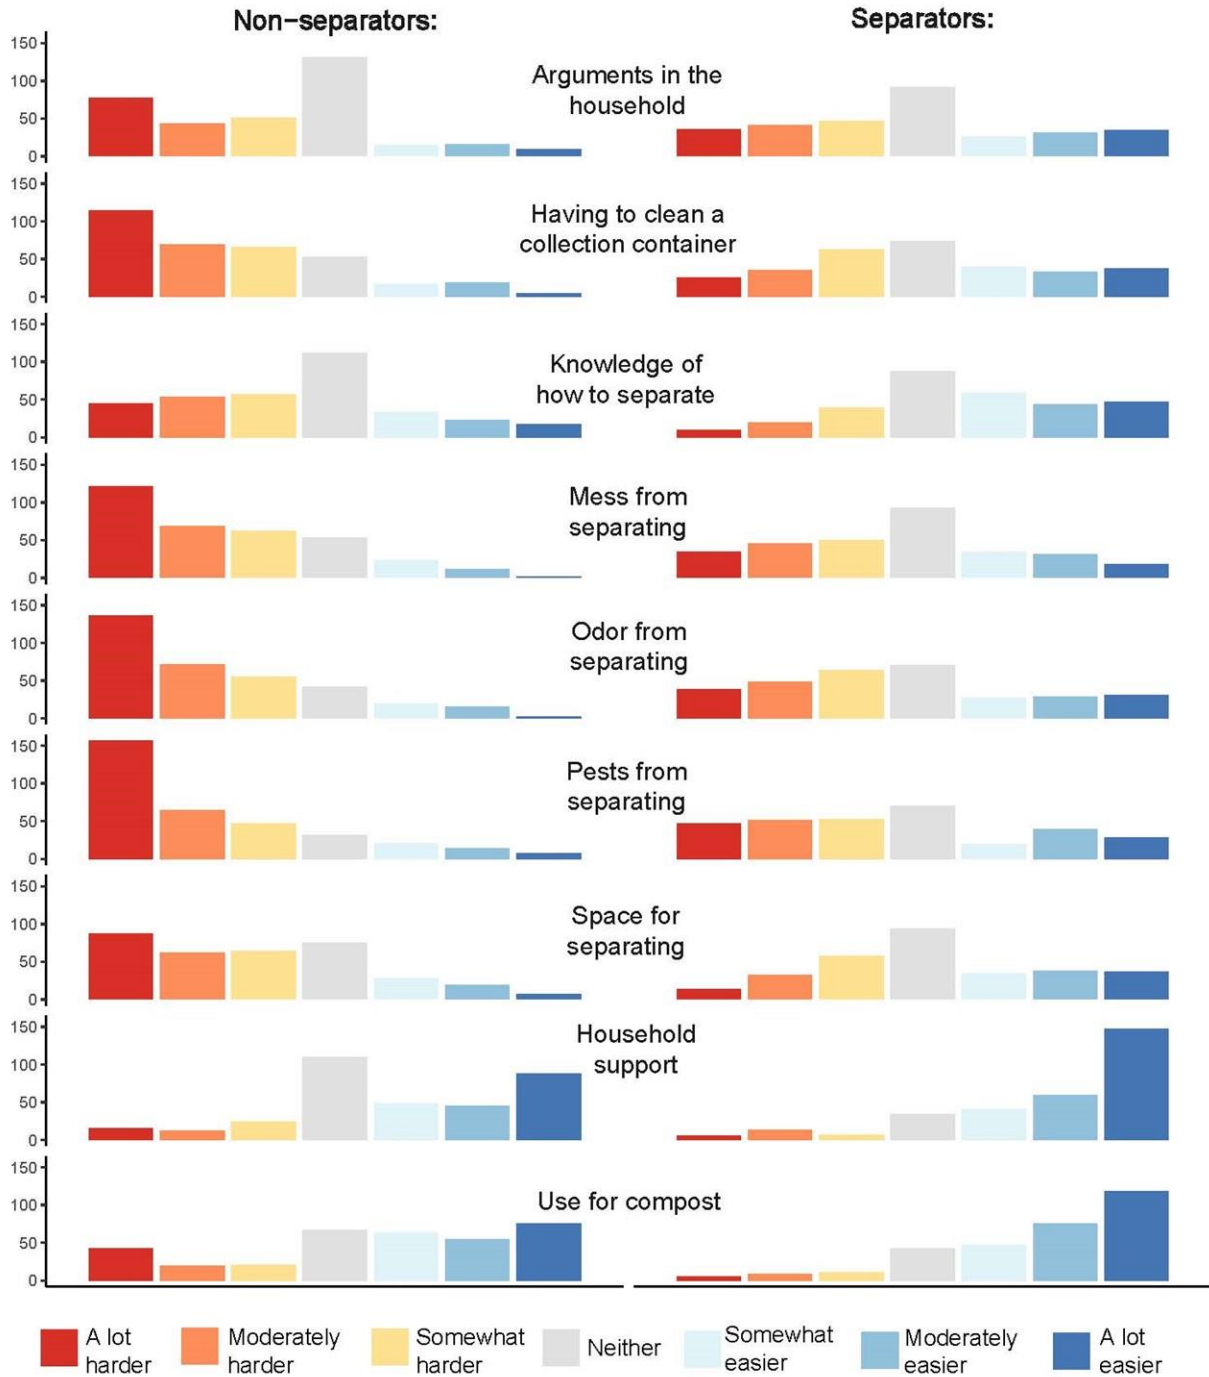 Non-separators:
Separators:
150
100
50
0
Arguments in the
household
150
100
50
0
Having to clean a
collection container
150
100
50
0
Knowledge of
how to separate
150
100
50
0
Mess from
separating
150
100
50
0
Odor from
separating
150
100
50
0
Pests from
separating
150
100
50
0
Space for
separating
150
100
50
0
Household
support
150
100
50
0
Use for compost
A lot
harder
Moderately
harder
Somewhat
harder
Neither
Somewhat
easier
Moderately
easier
A lot
easier